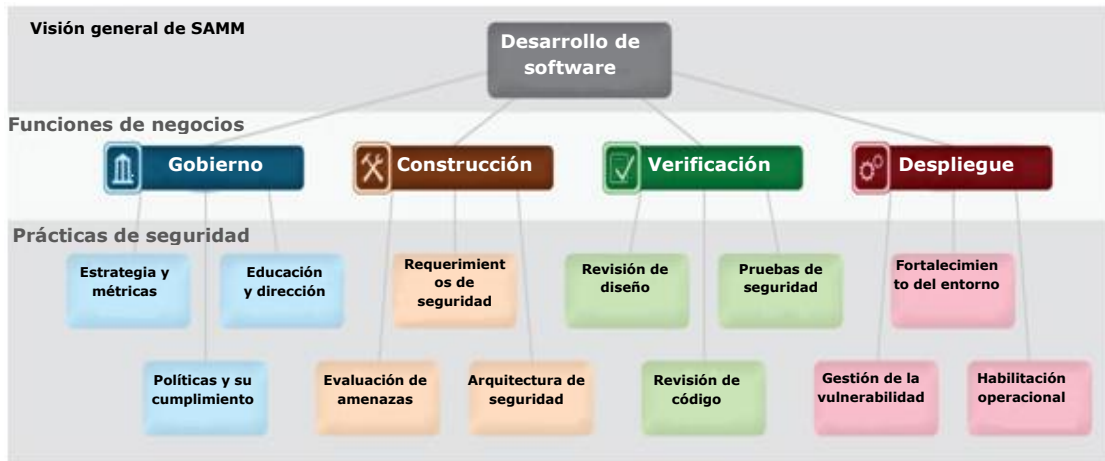 Visión general de SAMM
Desarrollo de
software
Funciones de negocios
Gobierno
Construcción
Verificación
Despliegue
Prácticas de seguridad
Estrategia y
métricas
Educación
y dirección
Requerimient
os de
seguridad
Revisión de
diseño
Pruebas de
seguridad
Fortalecimien
to del entorno
Políticas y su
cumplimiento
Evaluación de
amenazas
Arquitectura de
seguridad
Revisión de
código
Gestión de la
vulnerabilidad
Habilitación
operacional